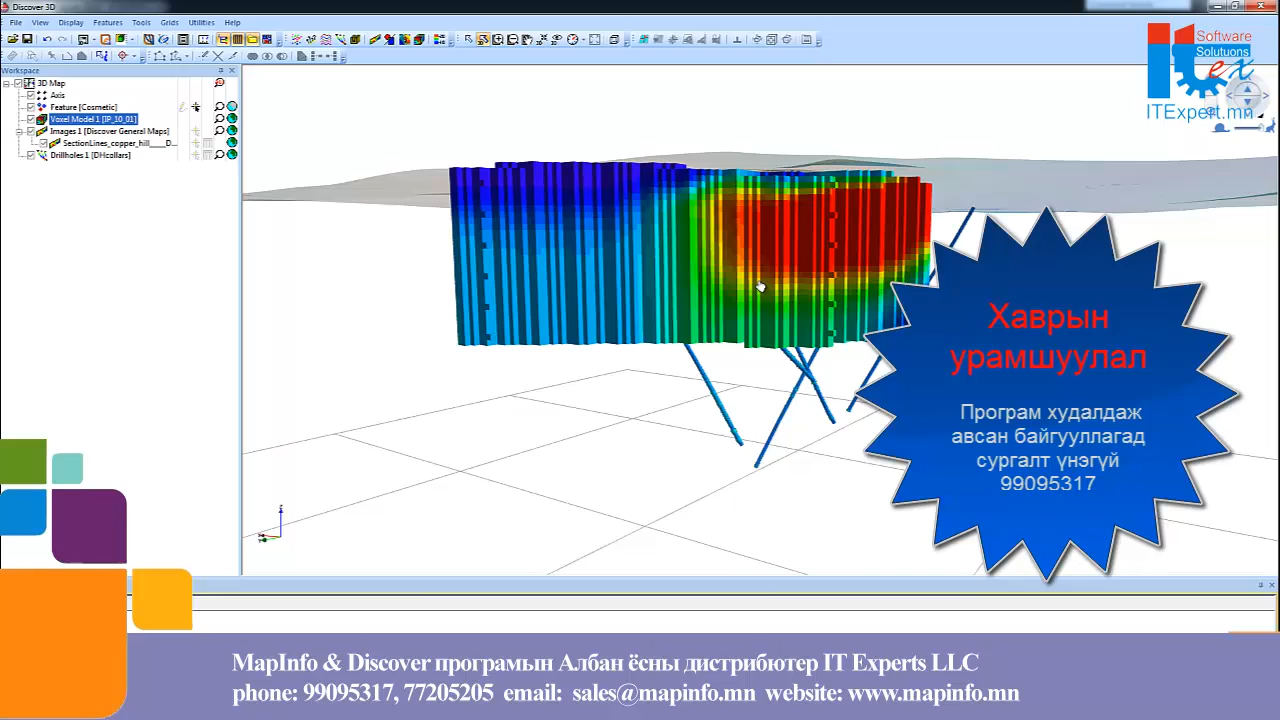 Discover 3D
File View Display Features Tools Grids Utilities Help
Workspace
3D Map
Axis
Feature [Cosmetic]
Voxel Model 1 [IP_10_01]
Images 1 [Discover General Maps]
SectionLines_copper_hill____D...
Drillholes 1 [DHcollars]
Software
Solutuons
ex
ITExpert.mn
Хаврын
урамшуулал
Програм худалдаж
авсан байгууллагад
сургалт үнэгүй
99095317
MapInfo & Discover програмын Албан ёсны дистрибютер IT Experts LLC
phone: 99095317, 77205205 email: sales@mapinfo.mn website: www.mapinfo.mn